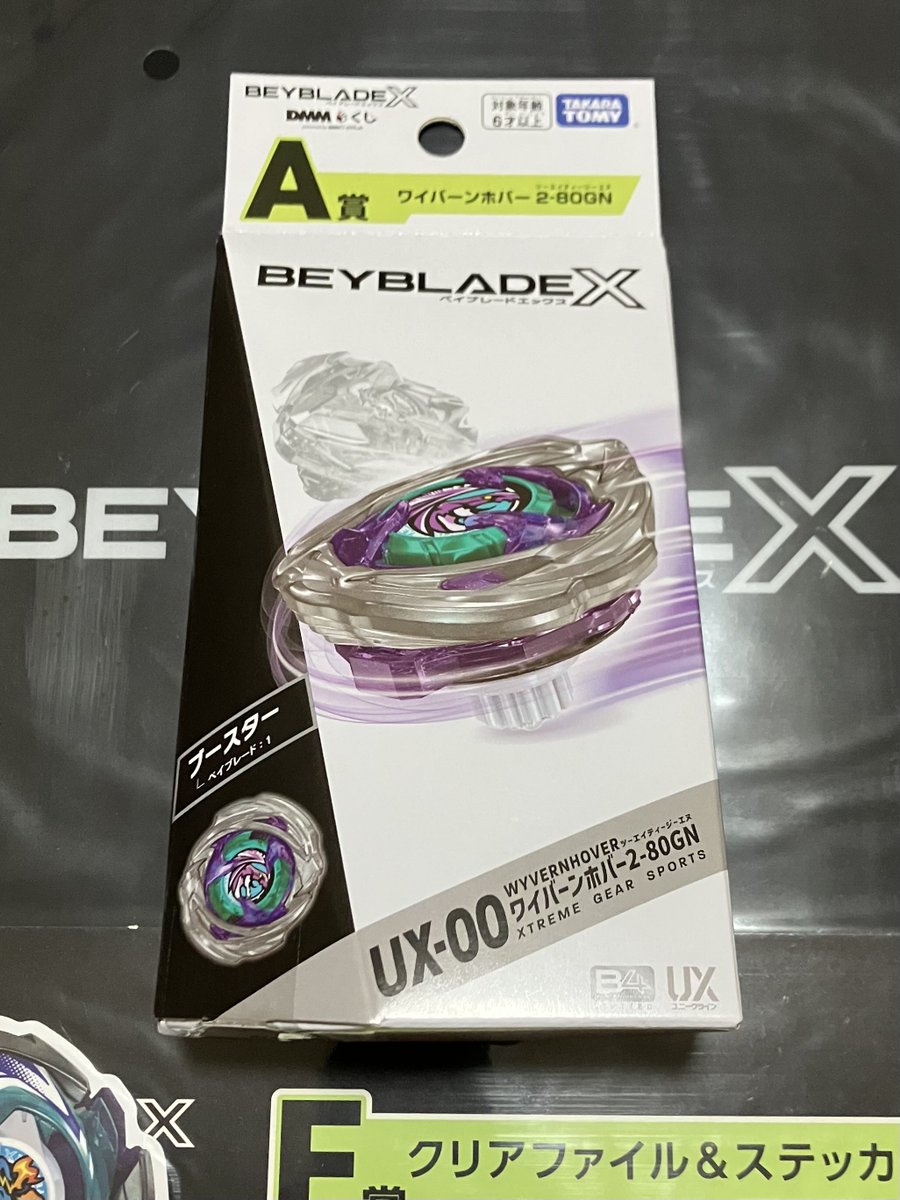 BEYBLADE X
ベイブレードエックス
DMMくじ
対象年齢
6才以上
TAKARA
TOMY
A賞
ツーエイティージーエヌ
ワイバーンホバー 2-80GN
BEYBLADE X
ベイブレードエックス
BEY
E X
ス
ブースター
ベイブレード:1
WYVERNHOVER ツーエイティージーエヌ
UX-00 ワイバーンホバー2-80GN
XTREME GEAR SPORTS
B4
UX
ユニークライン
X
賞
クリアファイル&ステッカ